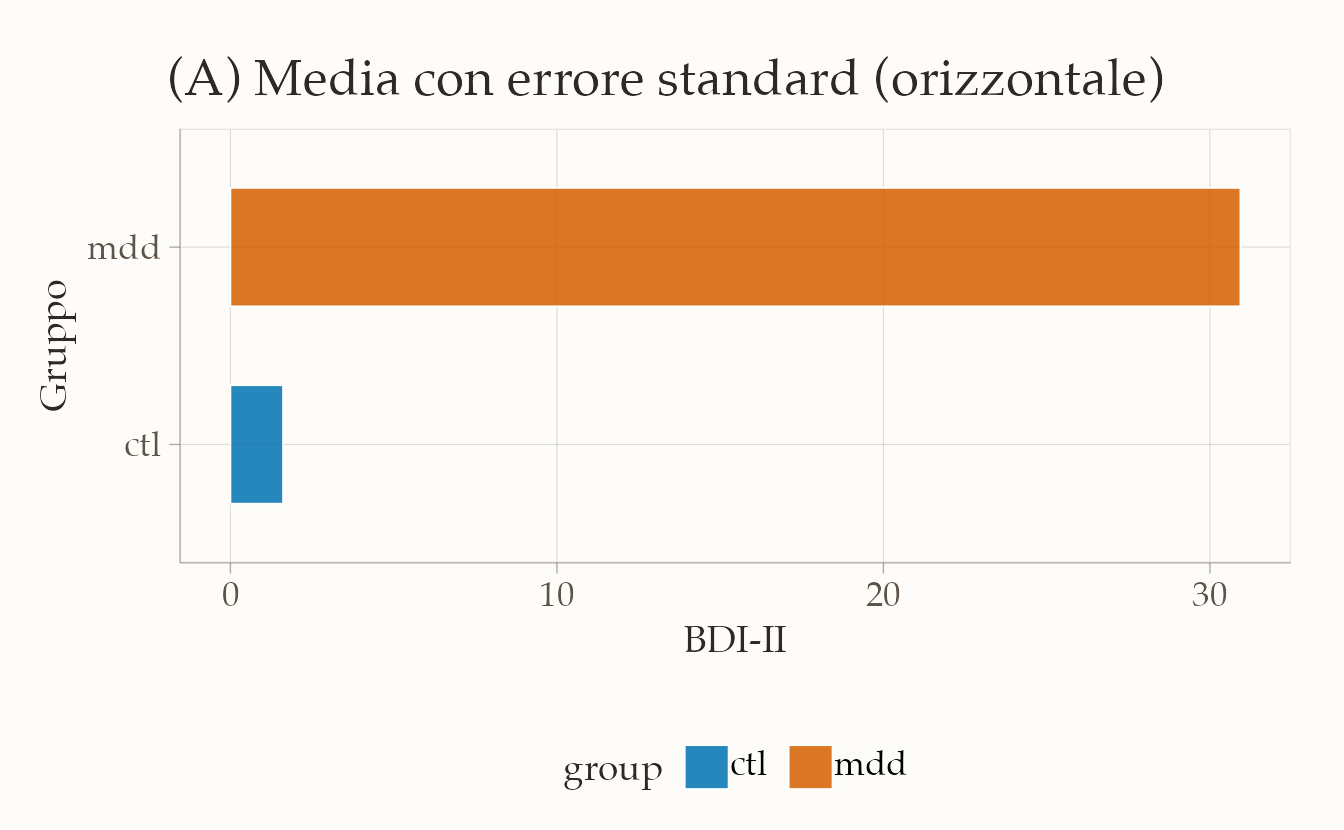 (A) Media con errore standard (orizzontale)
Gruppo
mdd
ctl
0 10 20 30
BDI-II
group ctl mdd